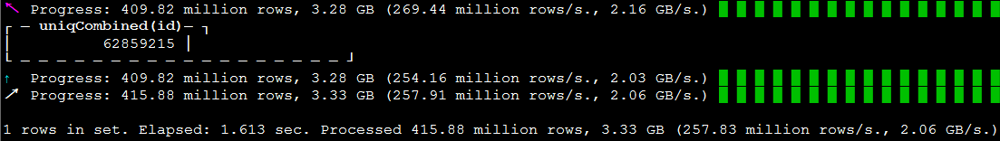 ↖ Progress: 409.82 million rows, 3.28 GB (269.44 million rows/s., 2.16 GB/s.)
uniqCombined(id)
62859215
↑ Progress: 409.82 million rows, 3.28 GB (254.16 million rows/s., 2.03 GB/s.)
↗ Progress: 415.88 million rows, 3.33 GB (257.91 million rows/s., 2.06 GB/s.)
1 rows in set. Elapsed: 1.613 sec. Processed 415.88 million rows, 3.33 GB (257.83 million rows/s., 2.06 GB/s.)